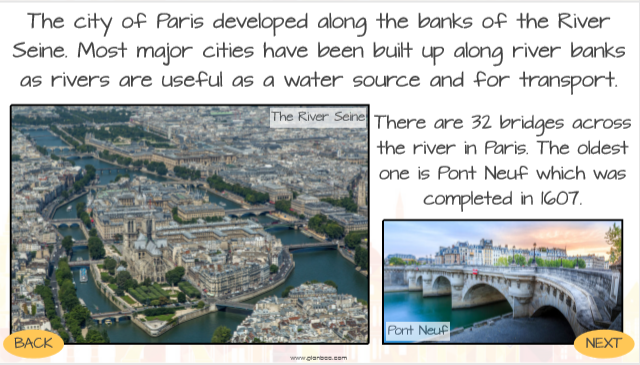 The city of Paris developed along the banks of the River
Seine. Most major cities have been built up along river banks
as rivers are useful as a water source and for transport.
The River Seine
There are 32 bridges across
the river in Paris. The oldest
one is Pont Neuf which was
completed in 1607.
Pont Neuf
BACK
NEXT
www.planbee.com